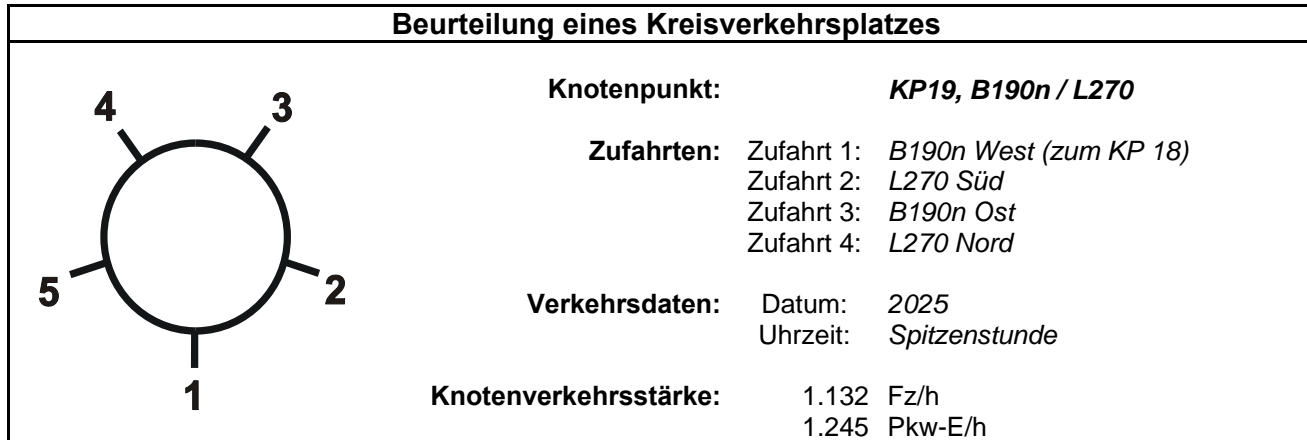 Beurteilung eines Kreisverkehrsplatzes
Knotenpunkt: KP19, B190n / L270
4 3
Zufahrten: Zufahrt 1: B190n West (zum KP 18)
Zufahrt 2: L270 Süd
Zufahrt 3: B190n Ost
Zufahrt 4: L270 Nord
5 2
Verkehrsdaten: Datum: 2025
Uhrzeit: Spitzenstunde
1
Knotenverkehrsstärke: 1.132 Fz/h
1.245 Pkw-E/h